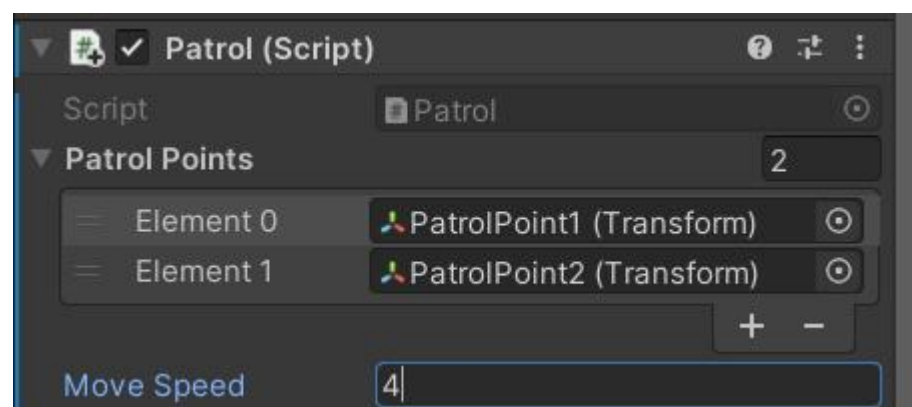 Patrol (Script)
Script Patrol
Patrol Points 2
Element 0 PatrolPoint1 (Transform)
Element 1 PatrolPoint2 (Transform)
+ −
Move Speed 4